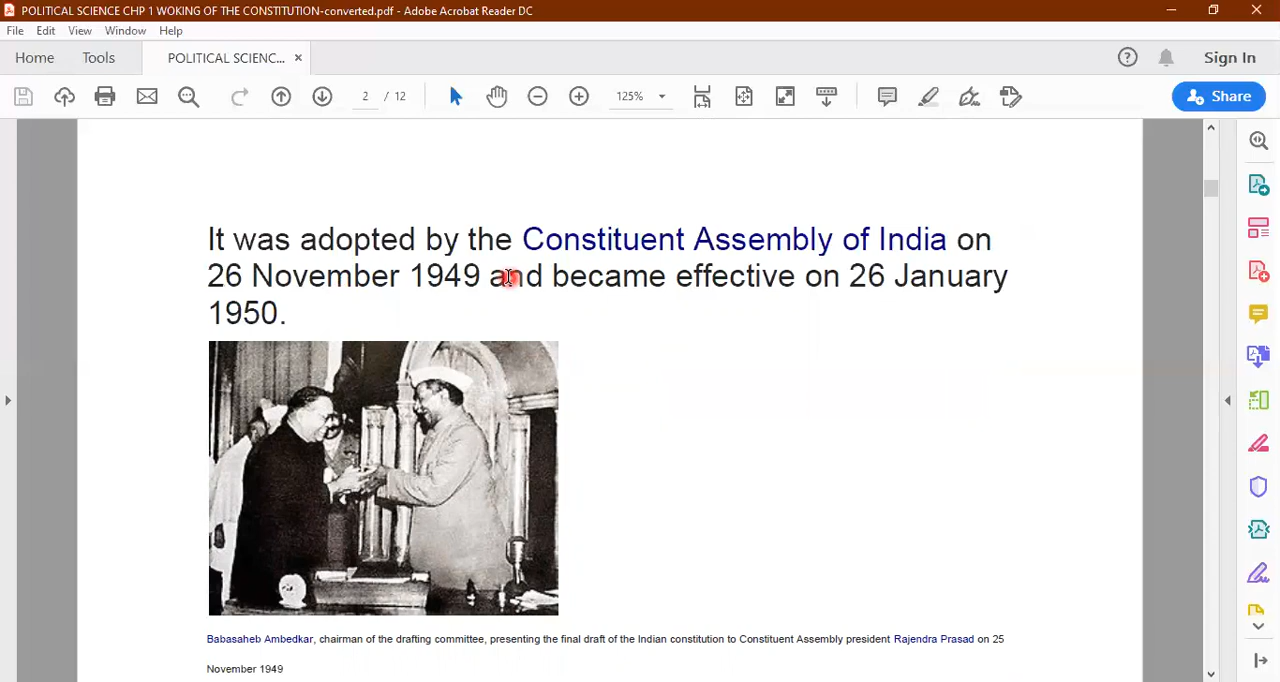 POLITICAL SCIENCE CHP 1 WOKING OF THE CONSTITUTION-converted.pdf - Adobe Acrobat Reader DC
File Edit View Window Help
Home Tools POLITICAL SCIENC... × Sign In
2 / 12 125% Share
It was adopted by the Constituent Assembly of India on
26 November 1949 and became effective on 26 January
1950.
Babasaheb Ambedkar, chairman of the drafting committee, presenting the final draft of the Indian constitution to Constituent Assembly president Rajendra Prasad on 25
November 1949